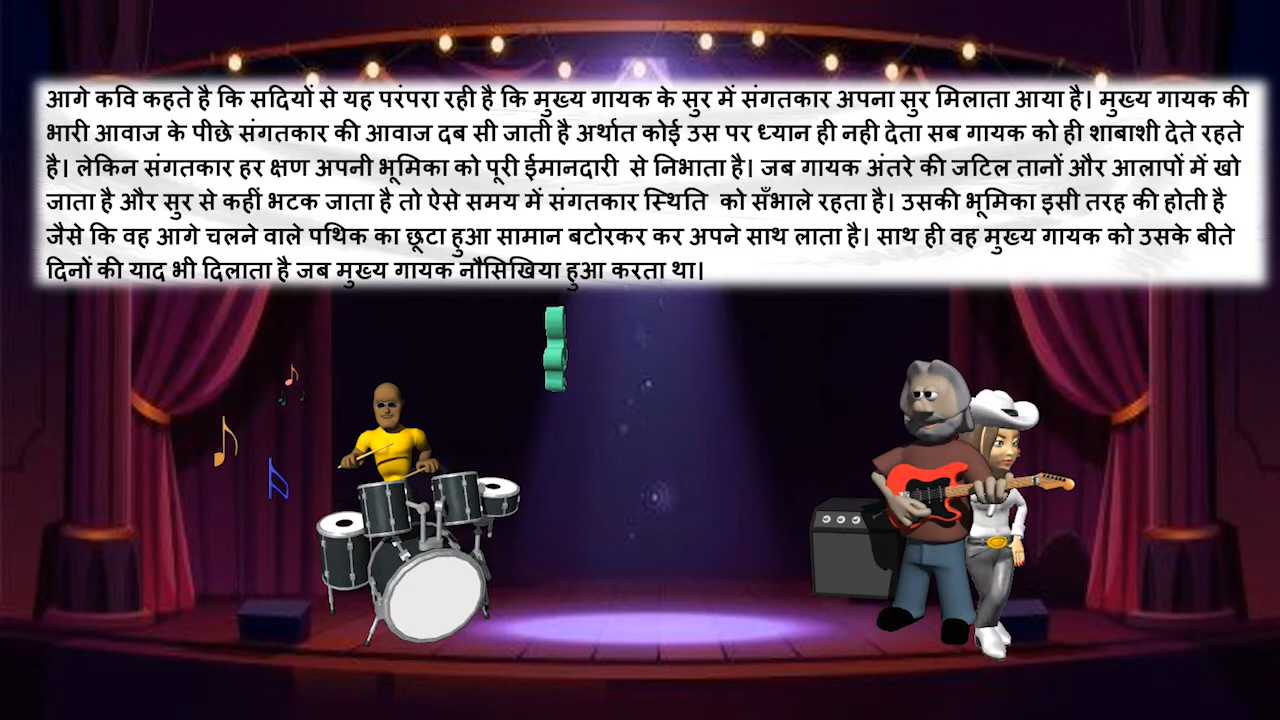 आगे कवि कहते है कि सदियों से यह परंपरा रही है कि मुख्य गायक के सुर में संगतकार अपना सुर मिलाता आया है। मुख्य गायक की
भारी आवाज के पीछे संगतकार की आवाज दब सी जाती है अर्थात कोई उस पर ध्यान ही नही देता सब गायक को ही शाबाशी देते रहते
है। लेकिन संगतकार हर क्षण अपनी भूमिका को पूरी ईमानदारी से निभाता है। जब गायक अंतरे की जटिल तानों और आलापों में खो
जाता है और सुर से कहीं भटक जाता है तो ऐसे समय में संगतकार स्थिति को सँभाले रहता है। उसकी भूमिका इसी तरह की होती है
जैसे कि वह आगे चलने वाले पथिक का छूटा हुआ सामान बटोरकर कर अपने साथ लाता है। साथ ही वह मुख्य गायक को उसके बीते
दिनों की याद भी दिलाता है जब मुख्य गायक नौसिखिया हुआ करता था।